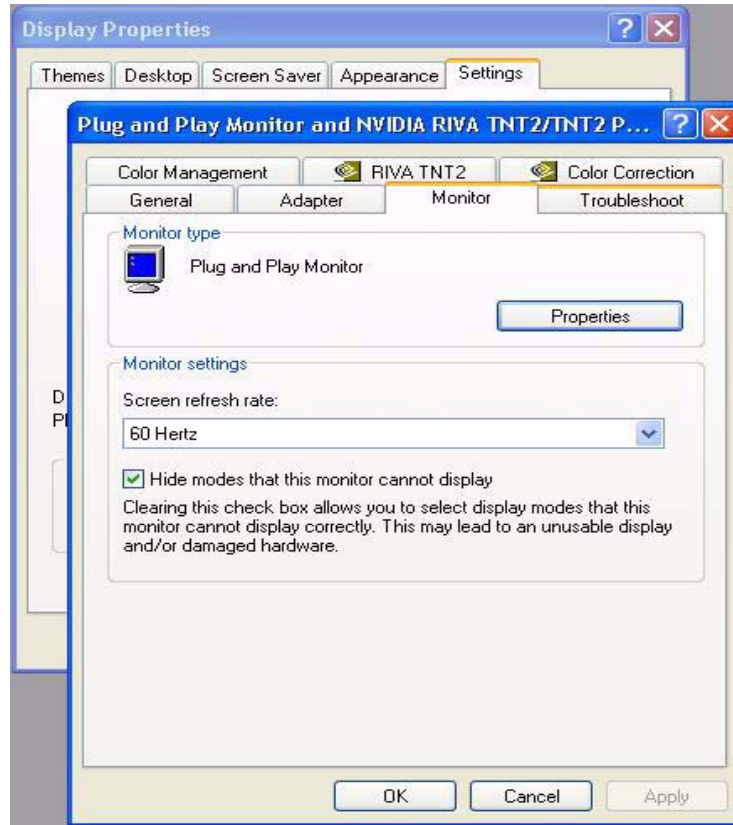 Display Properties
Themes Desktop Screen Saver Appearance Settings
Plug and Play Monitor and NVIDIA RIVA TNT2/TNT2 P...
Color Management RIVA TNT2 Color Correction
General Adapter Monitor Troubleshoot
Monitor type
Plug and Play Monitor
Properties
Monitor settings
D
Screen refresh rate:
Pl
60 Hertz
Hide modes that this monitor cannot display
Clearing this check box allows you to select display modes that this
monitor cannot display correctly. This may lead to an unusable display
and/or damaged hardware.
OK Cancel Apply